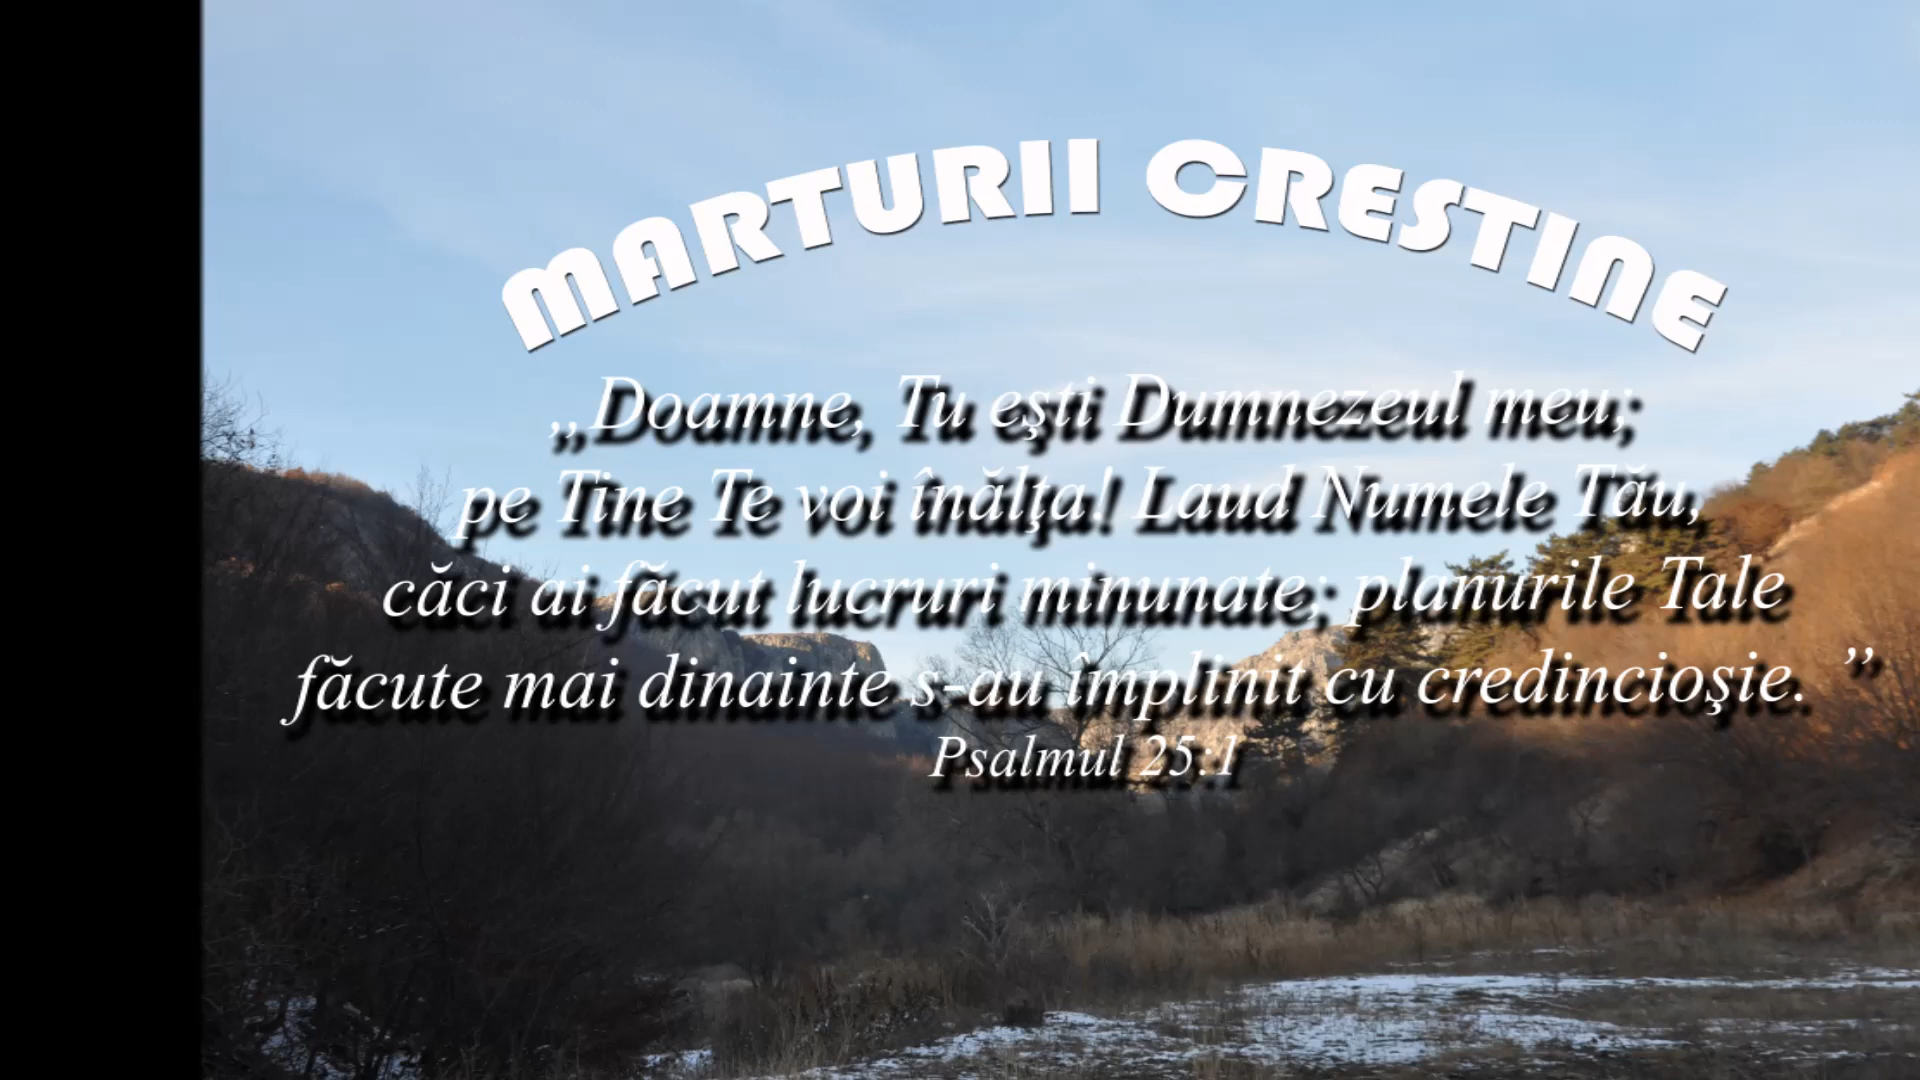 MARTURII CRESTINE
„Doamne, Tu eşti Dumnezeul meu;
pe Tine Te voi înălţa! Laud Numele Tău,
căci ai făcut lucruri minunate; planurile Tale
făcute mai dinainte s-au împlinit cu credincioşie. ”
Psalmul 25:1